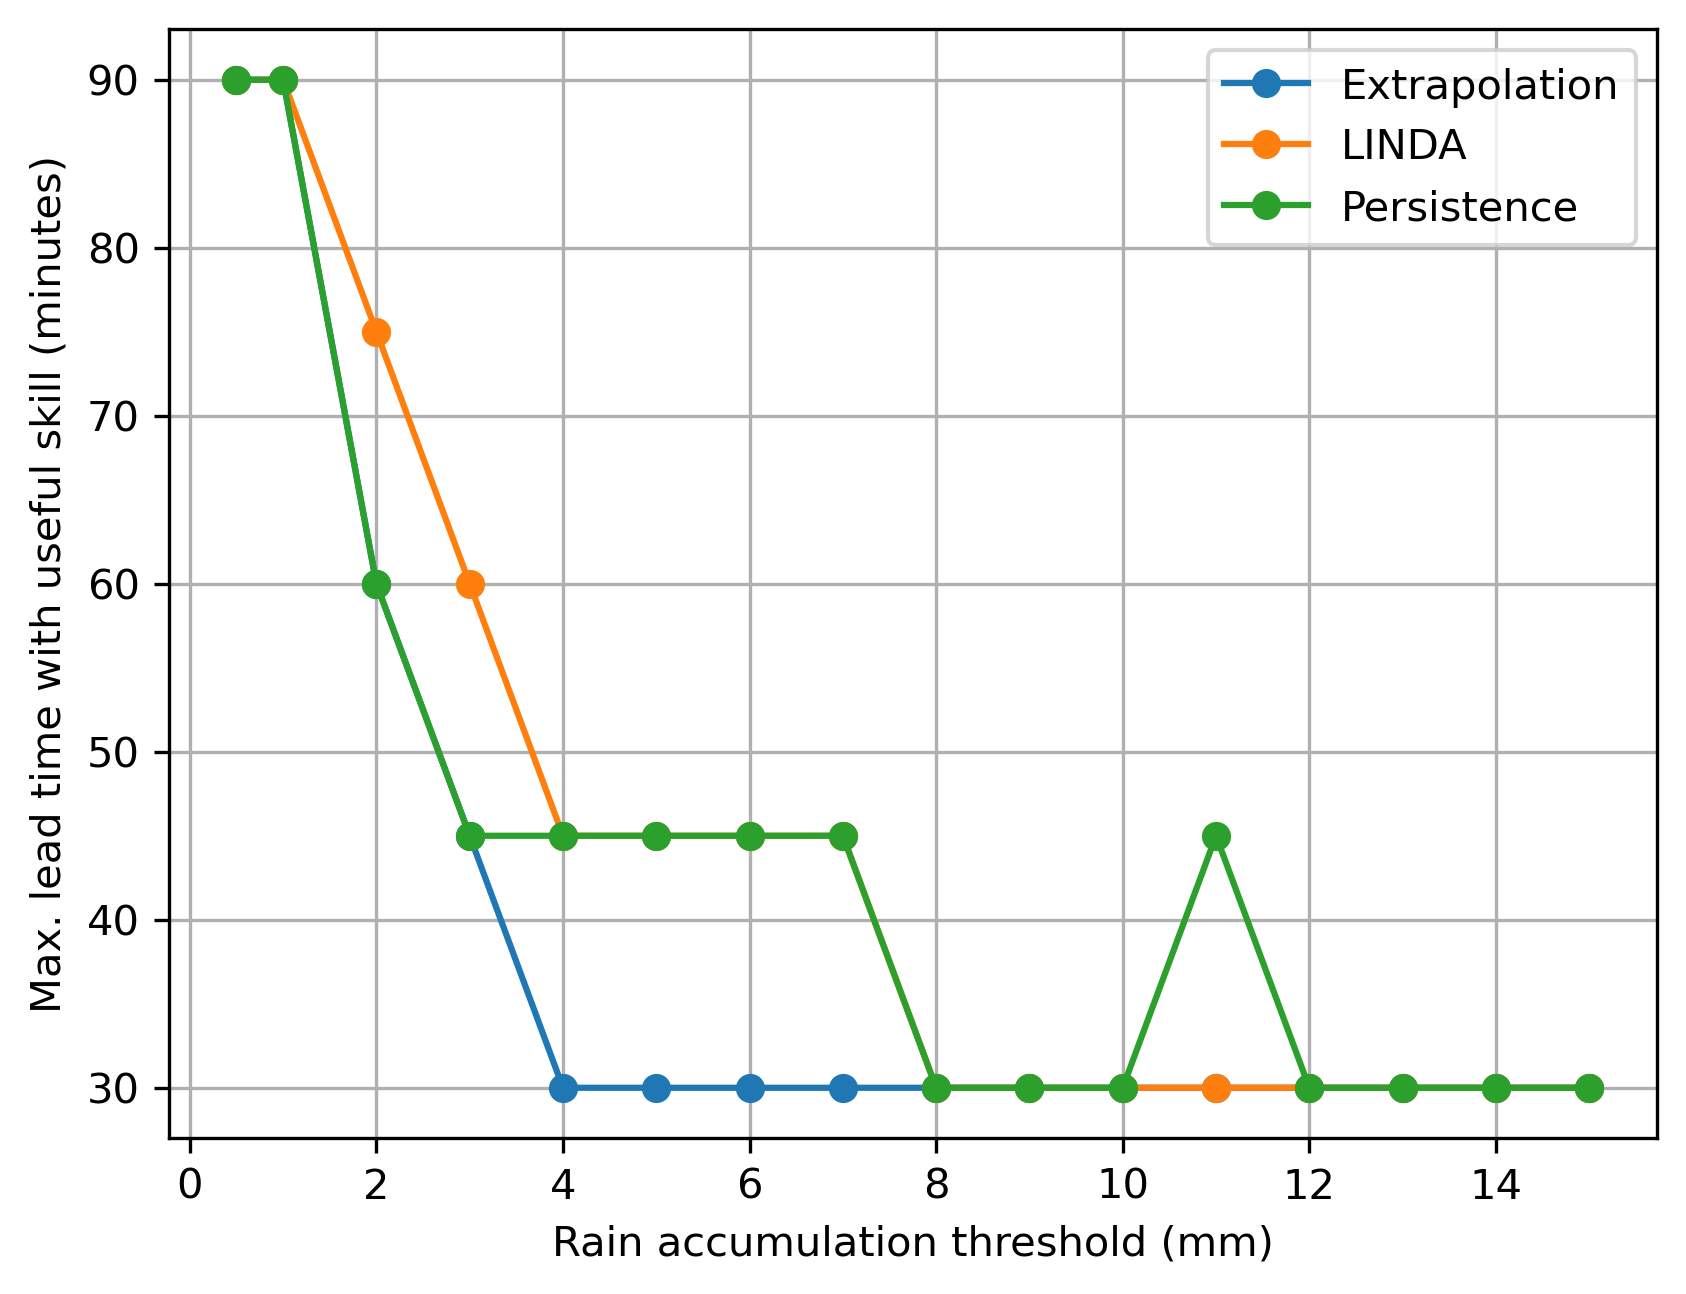 90
80
70
60
50
40
30
Max. lead time with useful skill (minutes)
Extrapolation
LINDA
Persistence
0 2 4 6 8 10 12 14
Rain accumulation threshold (mm)